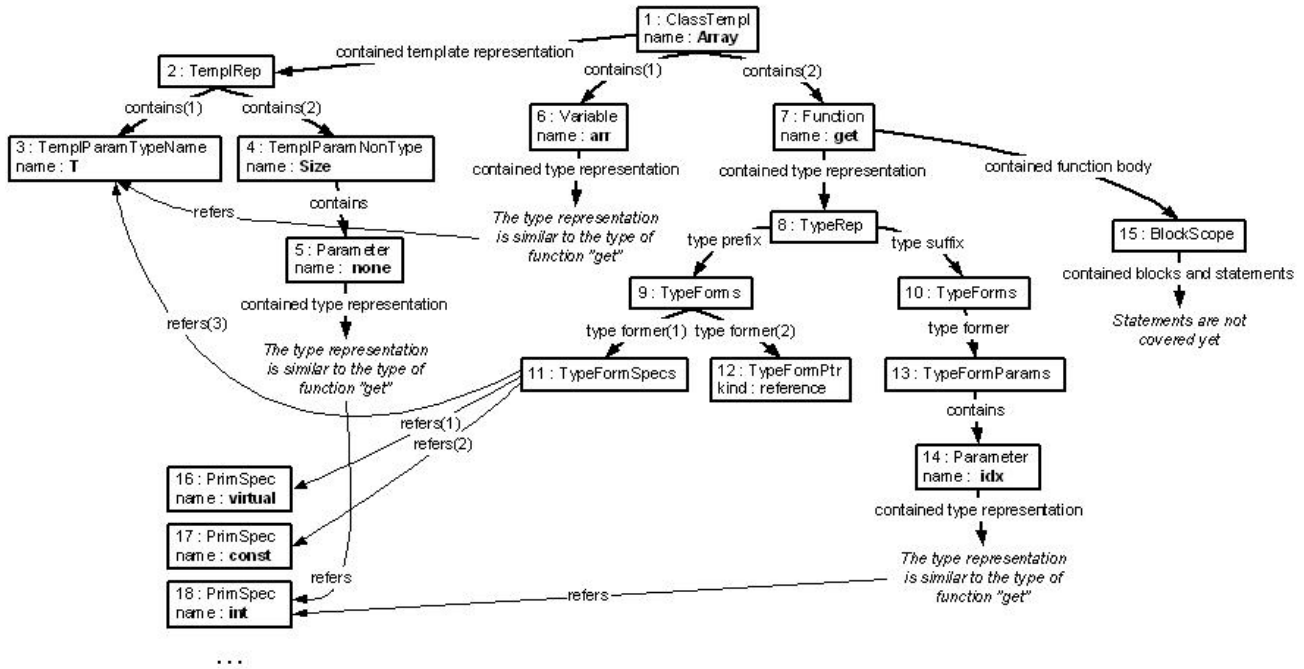 1 : ClassTempl
name : Array
contained template representation
2 : TemplRep
contains(1)
contains(2)
contains(1)
contains(2)
3 : TemplParamTypeName
name : T
4 : TemplParamNonType
name : Size
6 : Variable
name : arr
7 : Function
name : get
contained type representation
contained type representation
contained function body
contains
refers
The type representation
is similar to the type of
function "get"
8 : TypeRep
15 : BlockScope
type prefix
type suffix
5 : Parameter
name : none
contained blocks and statements
9 : TypeForms
10 : TypeForms
contained type representation
Statements are not
covered yet
refers(3)
type former(1)
type former(2)
type former
The type representation
is similar to the type of
function "get"
11 : TypeFormSpecs
12 : TypeFormPtr
kind : reference
13 : TypeFormParams
contains
refers(1)
refers(2)
14 : Parameter
name : idx
16 : PrimSpec
name : virtual
contained type representation
17 : PrimSpec
name : const
The type representation
is similar to the type of
function "get"
refers
18 : PrimSpec
name : int
refers
...